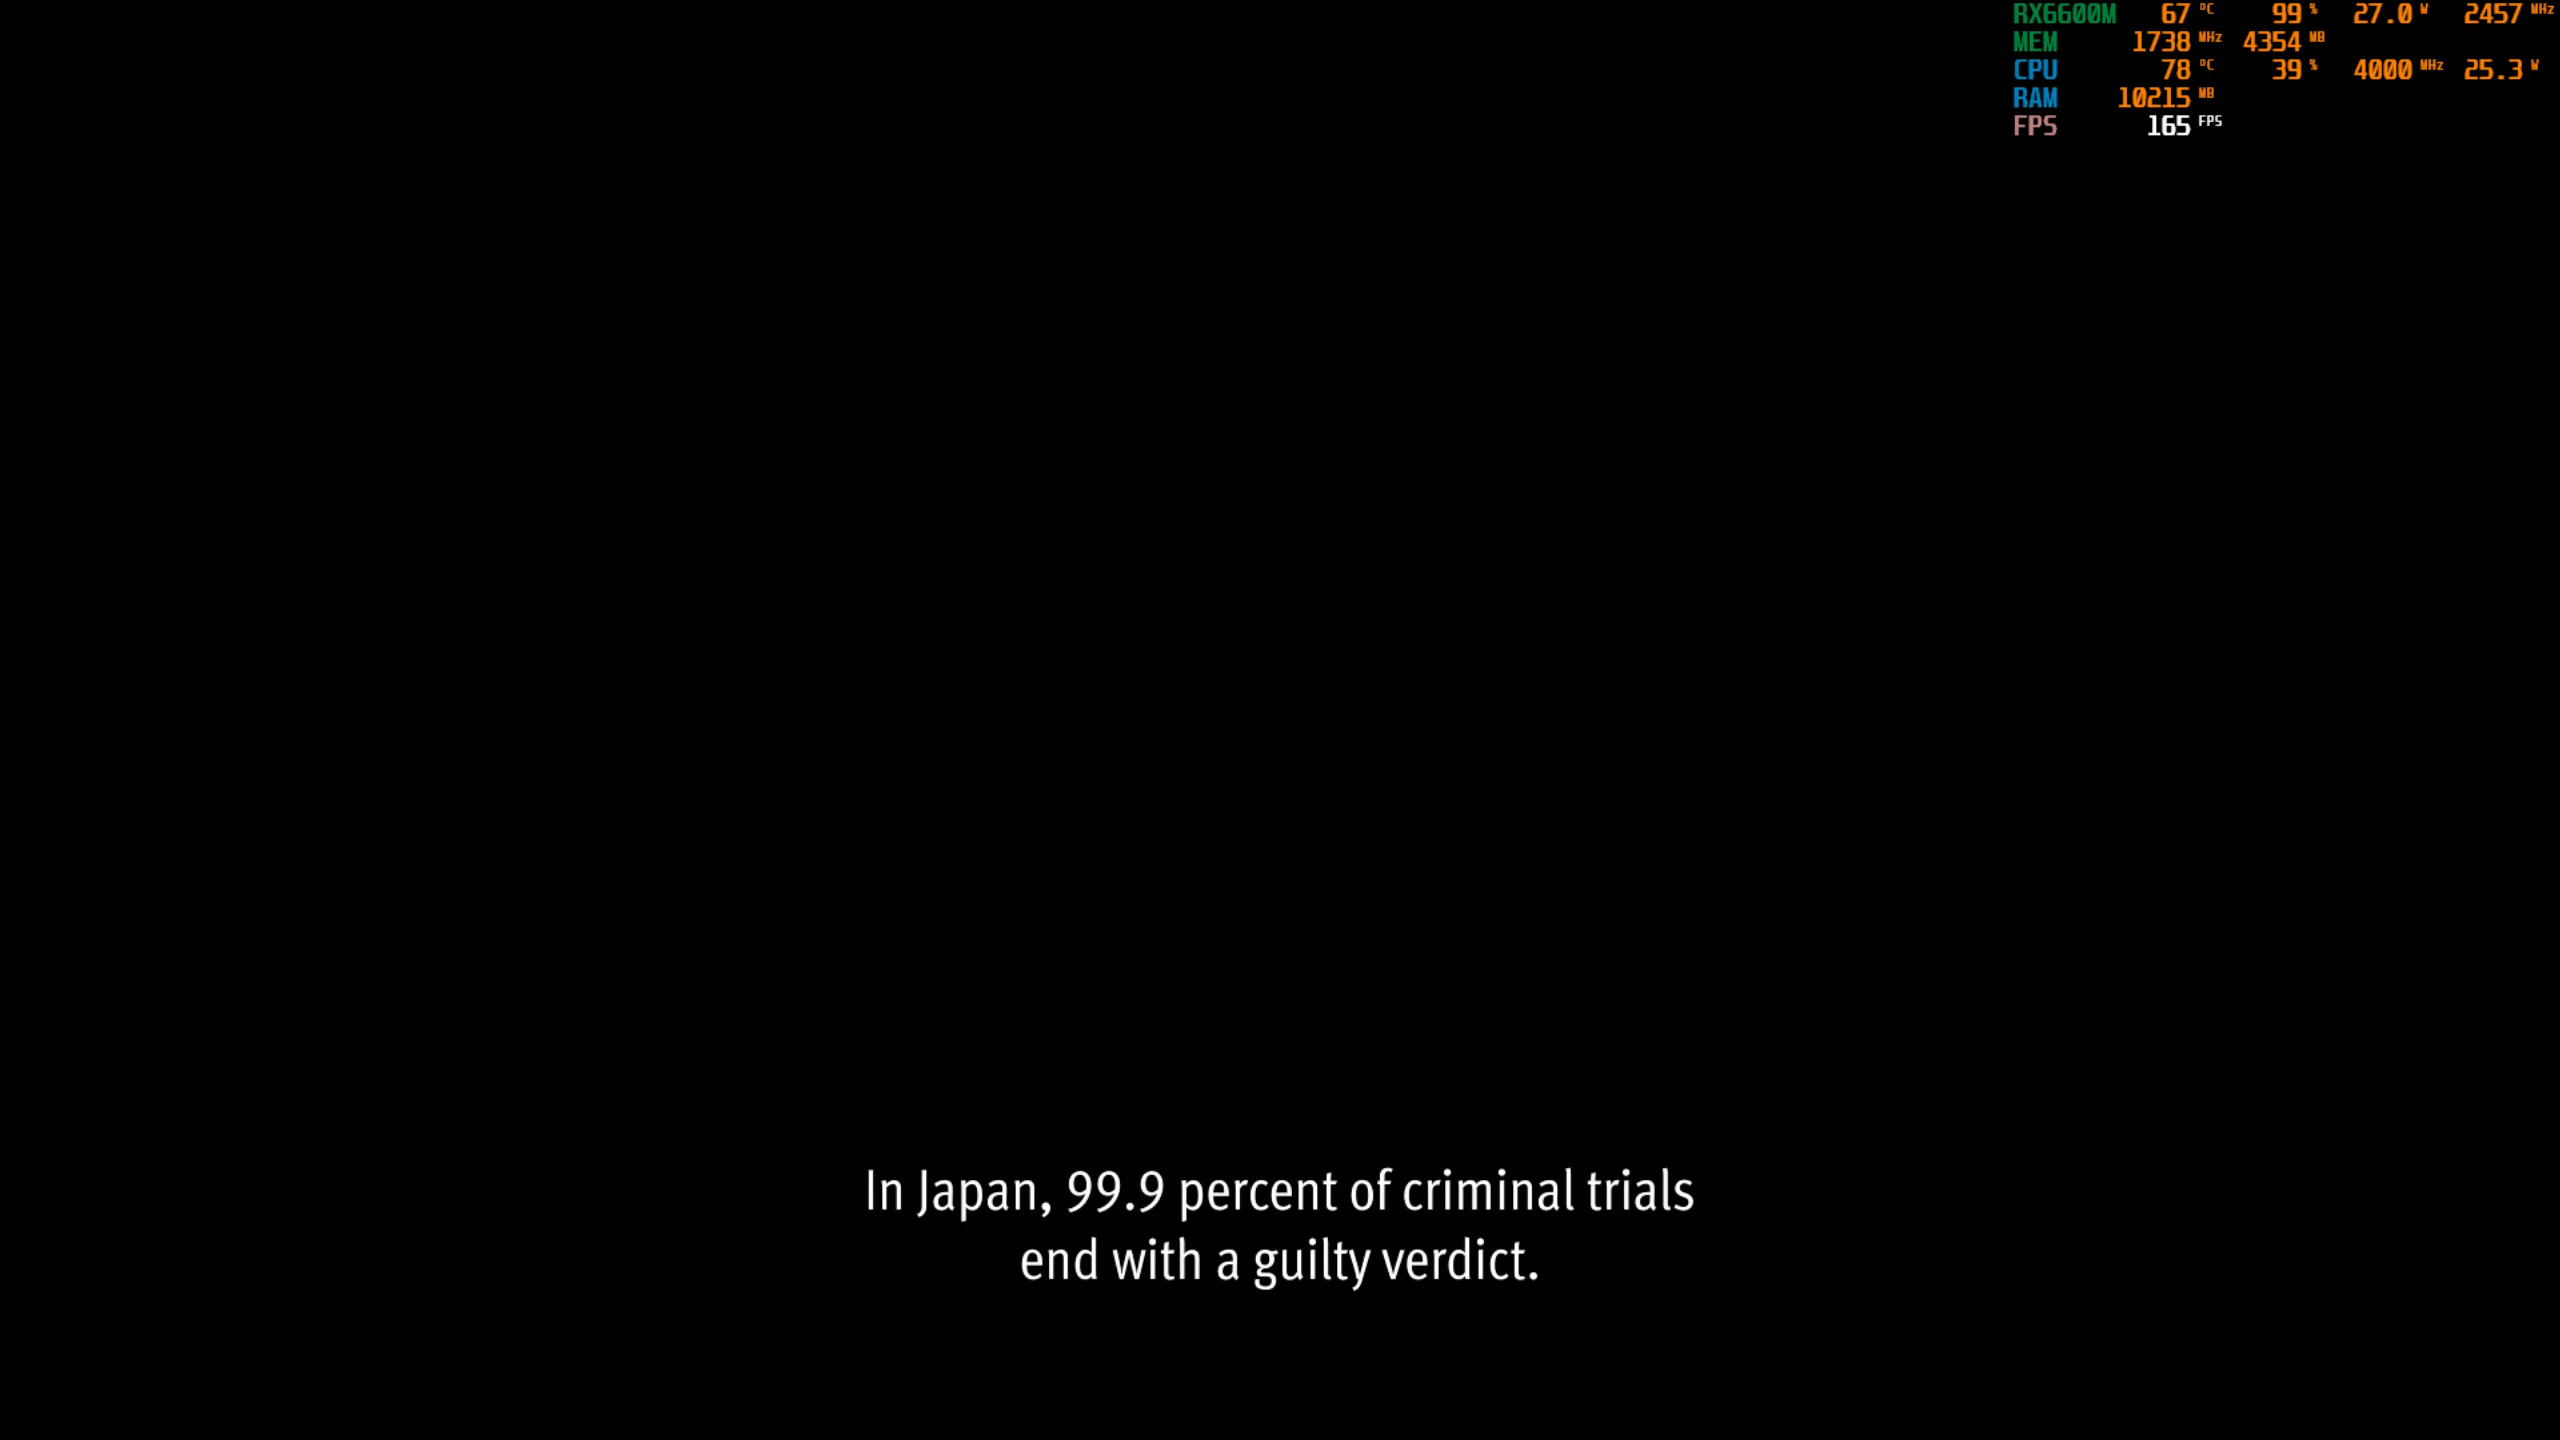 RX6600M 67 °C 99 % 27.0 W 2457 MHz
MEM 1738 MHz 4354 MB
CPU 78 °C 39 % 4000 MHz 25.3 W
RAM 10215 MB
FPS 165 FPS
In Japan, 99.9 percent of criminal trials
end with a guilty verdict.